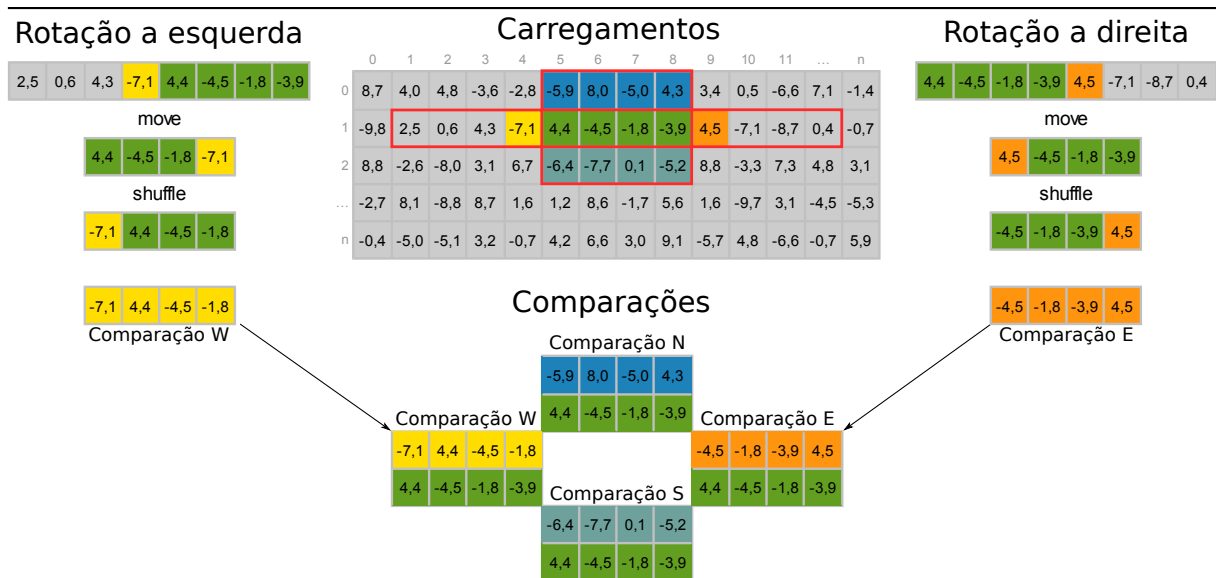 Rotação a esquerda
Carregamentos
Rotação a direita
0 1 2 3 4 5 6 7 8 9 10 11 ... n
2,5 0,6 4,3 -7,1 4,4 -4,5 -1,8 -3,9
0 8,7 4,0 4,8 -3,6 -2,8 -5,9 8,0 -5,0 4,3 3,4 0,5 -6,6 7,1 -1,4
4,4 -4,5 -1,8 -3,9 4,5 -7,1 -8,7 0,4
move
1 -9,8 2,5 0,6 4,3 -7,1 4,4 -4,5 -1,8 -3,9 4,5 -7,1 -8,7 0,4 -0,7
move
4,4 -4,5 -1,8 -7,1
2 8,8 -2,6 -8,0 3,1 6,7 -6,4 -7,7 0,1 -5,2 8,8 -3,3 7,3 4,8 3,1
4,5 -4,5 -1,8 -3,9
shuffle
... -2,7 8,1 -8,8 8,7 1,6 1,2 8,6 -1,7 5,6 1,6 -9,7 3,1 -4,5 -5,3
shuffle
-7,1 4,4 -4,5 -1,8
n -0,4 -5,0 -5,1 3,2 -0,7 4,2 6,6 3,0 9,1 -5,7 4,8 -6,6 -0,7 5,9
-4,5 -1,8 -3,9 4,5
-7,1 4,4 -4,5 -1,8
Comparação W
Comparações
-4,5 -1,8 -3,9 4,5
Comparação E
Comparação N
-5,9 8,0 -5,0 4,3
4,4 -4,5 -1,8 -3,9
Comparação W
-7,1 4,4 -4,5 -1,8
4,4 -4,5 -1,8 -3,9
Comparação E
-4,5 -1,8 -3,9 4,5
4,4 -4,5 -1,8 -3,9
Comparação S
-6,4 -7,7 0,1 -5,2
4,4 -4,5 -1,8 -3,9